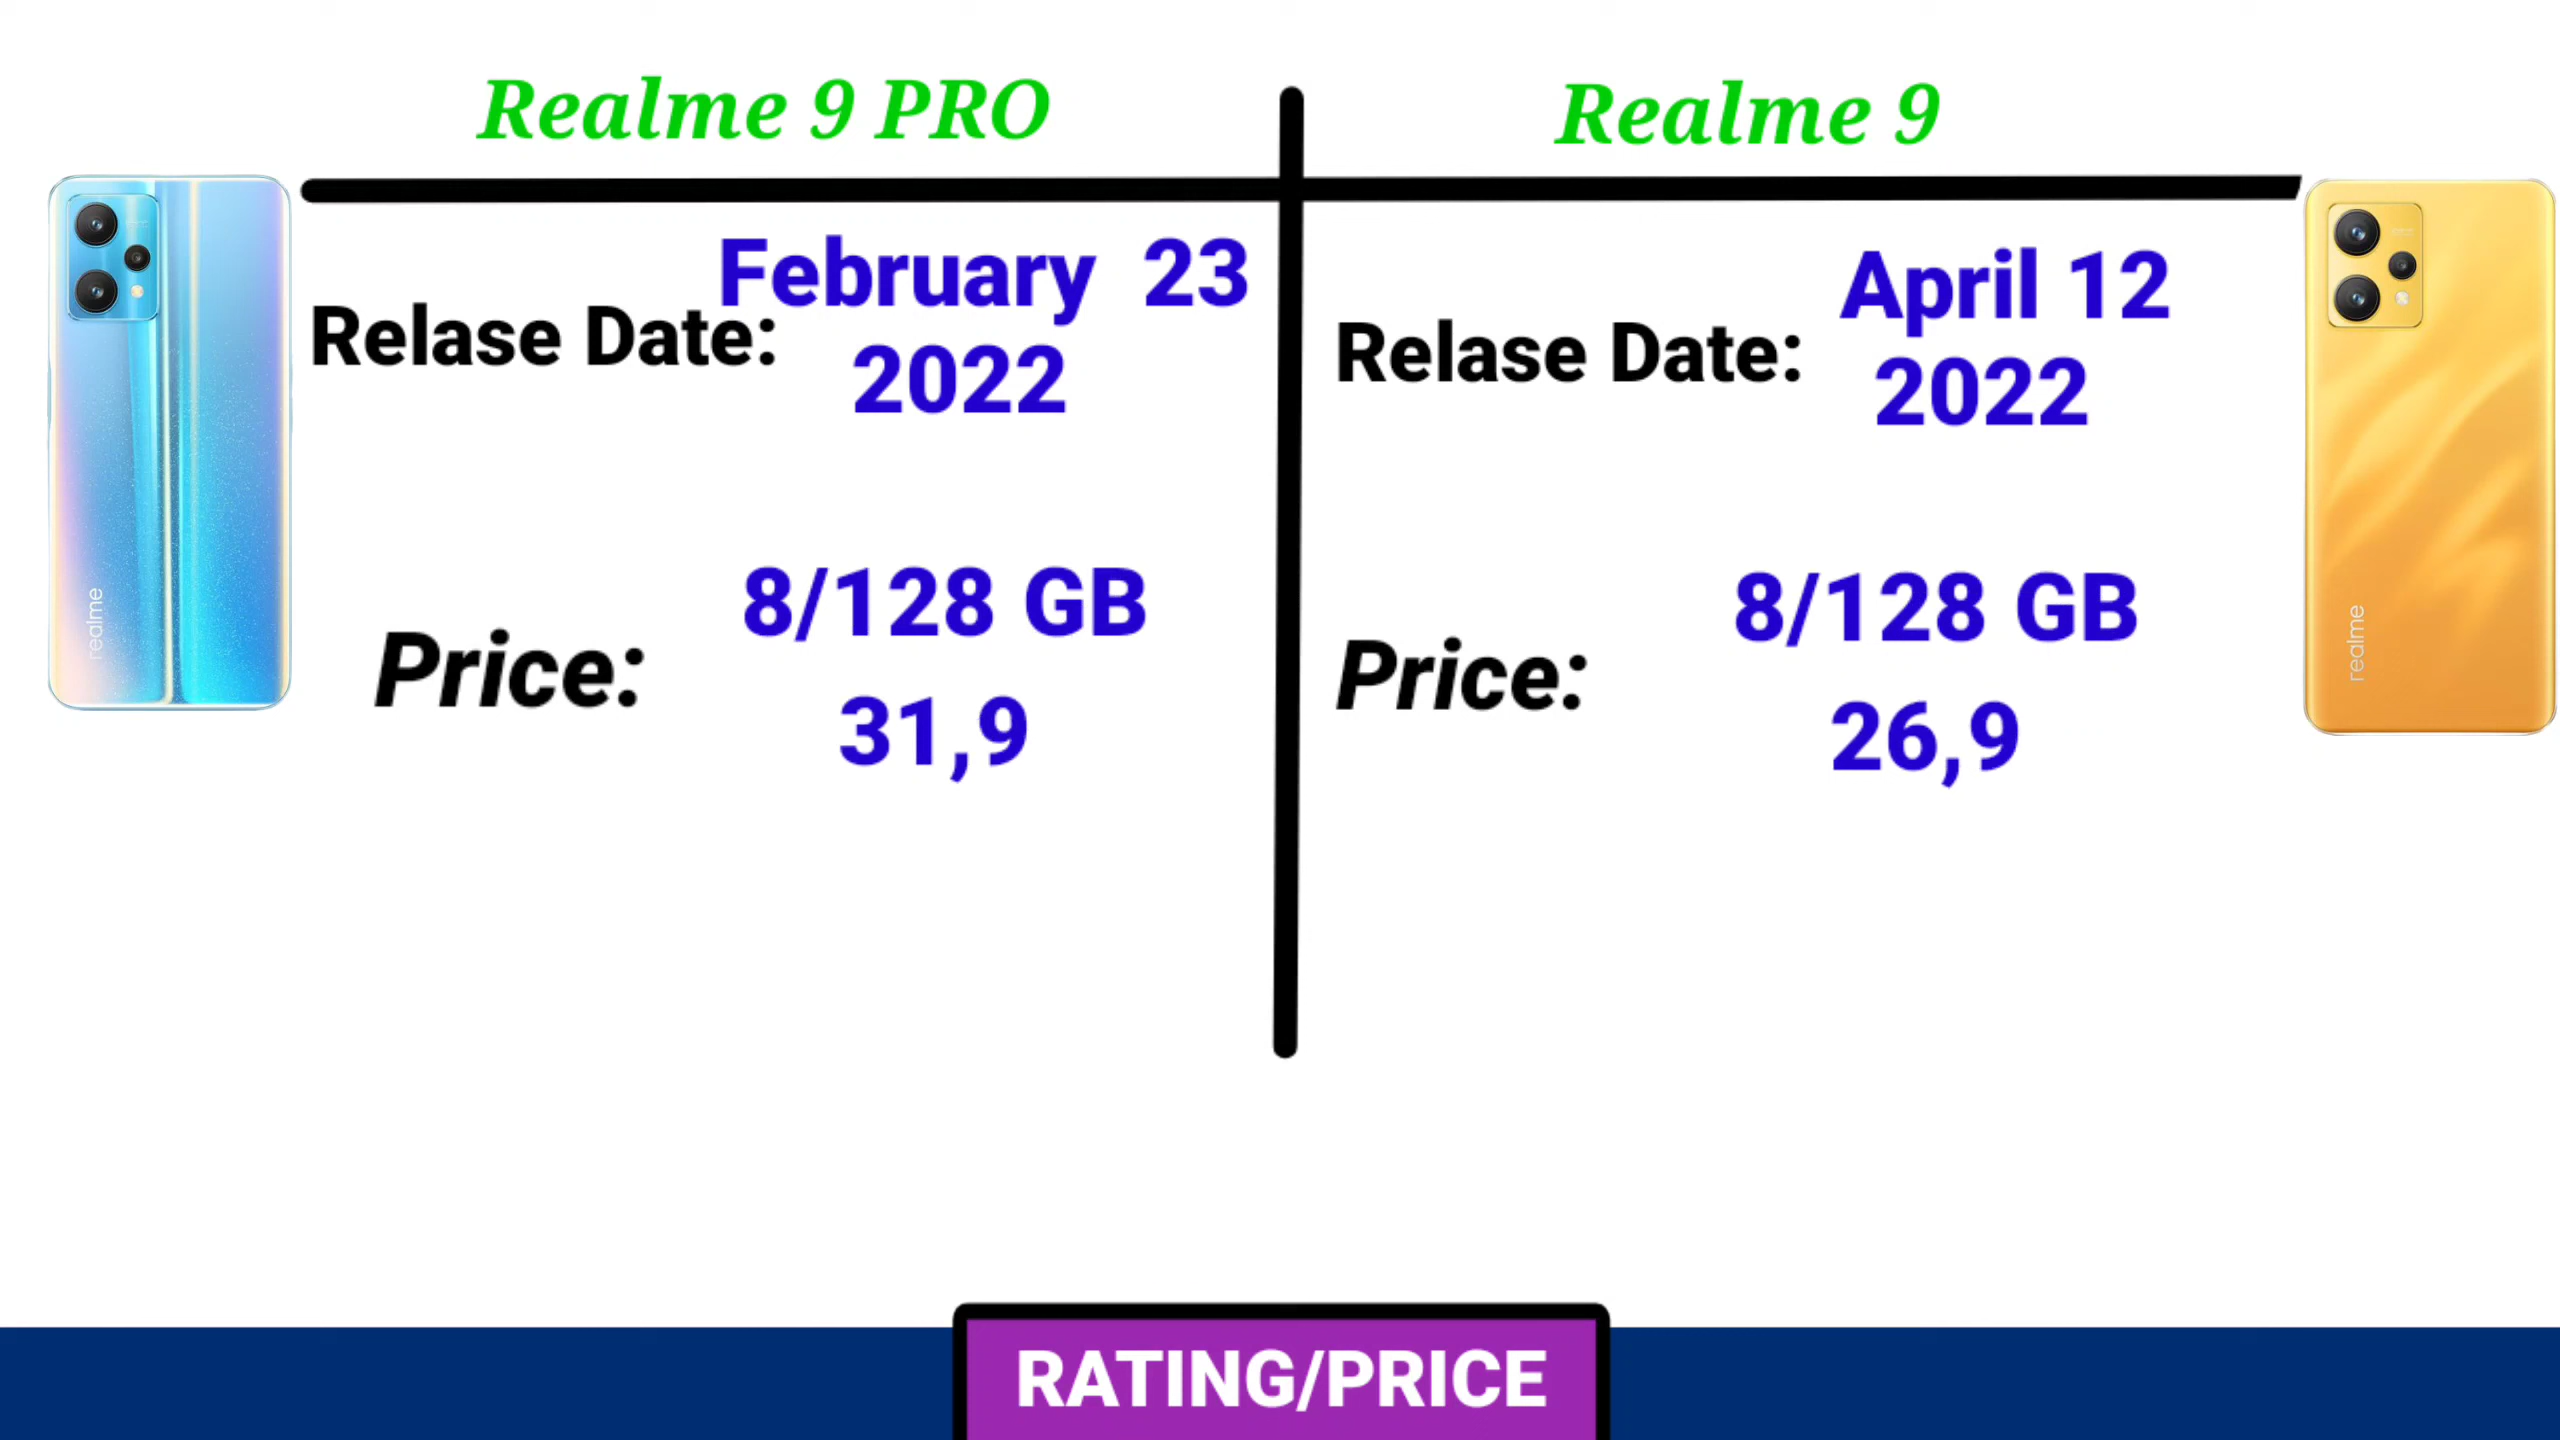 Realme 9 PRO
Realme 9
Relase Date:
February 23
2022
Price:
8/128 GB
31,9
Relase Date:
April 12
2022
Price:
8/128 GB
26,9
realme
realme
RATING/PRICE